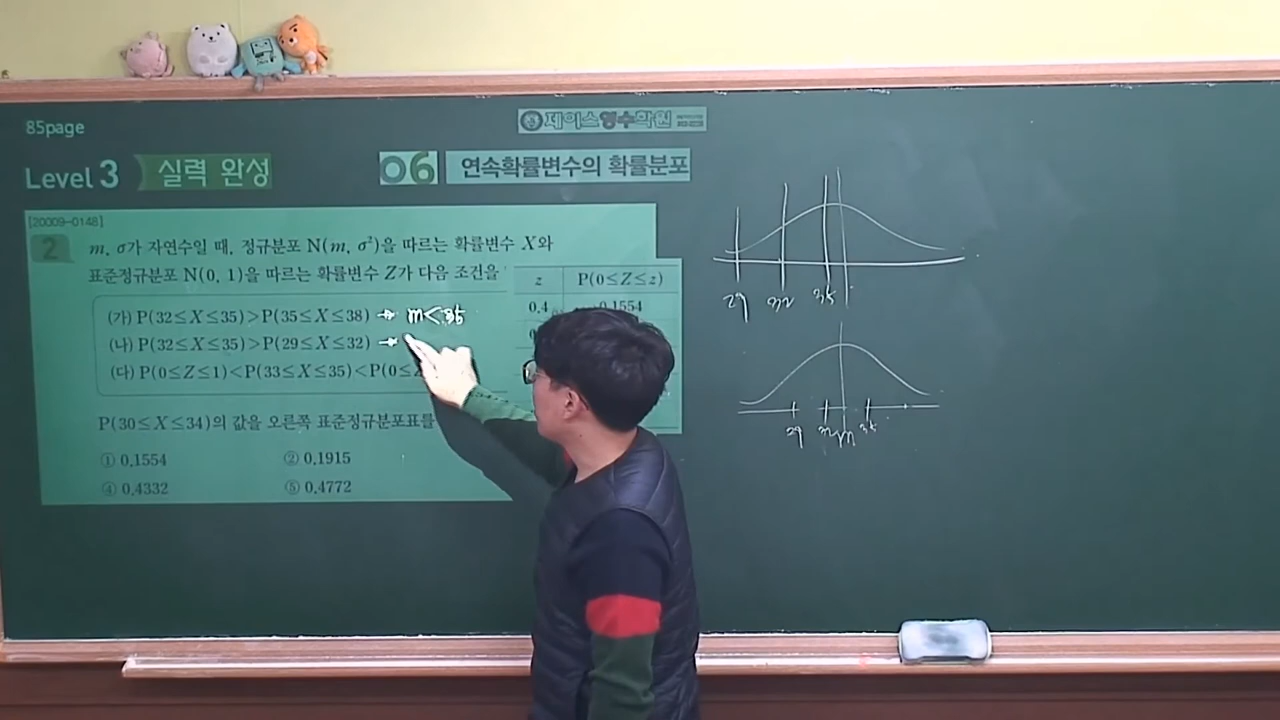 85page
제이스영수학원
Level 3 실력 완성 06 연속확률변수의 확률분포
[20009-0148]
2 m, σ가 자연수일 때, 정규분포 N(m, σ²)을 따르는 확률변수 X와
표준정규분포 N(0, 1)을 따르는 확률변수 Z가 다음 조건을
z P(0≤Z≤z)
0.4 0.1554
(가) P(32≤X≤35)>P(35≤X≤38) → m<35
(나) P(32≤X≤35)>P(29≤X≤32) →
(다) P(0≤Z≤1)<P(33≤X≤35)<P(0≤Z
P(30≤X≤34)의 값을 오른쪽 표준정규분포표를
① 0.1554 ② 0.1915
④ 0.4332 ⑤ 0.4772
29 32 35
29 32 m 35